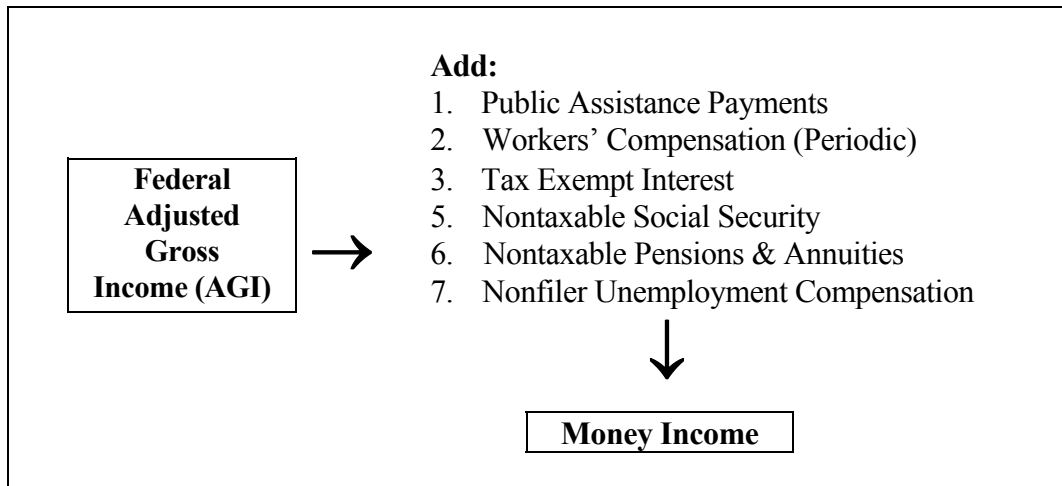 Federal
Adjusted
Gross
Income (AGI)
Add:
1. Public Assistance Payments
2. Workers’ Compensation (Periodic)
3. Tax Exempt Interest
5. Nontaxable Social Security
6. Nontaxable Pensions & Annuities
7. Nonfiler Unemployment Compensation
Money Income